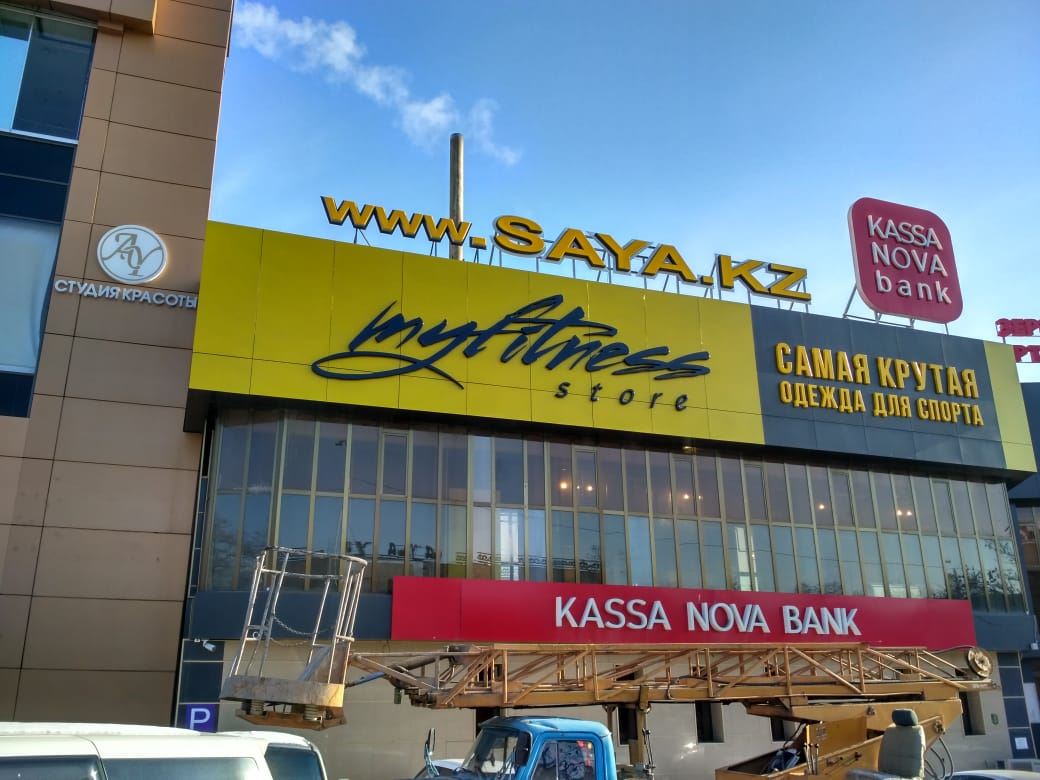 www.SAYA.KZ
KASSA
NOVA
bank
СТУДИЯ КРАСОТЫ
myfitness
store
САМАЯ КРУТАЯ
ОДЕЖДА ДЛЯ СПОРТА
KASSA NOVA BANK
P